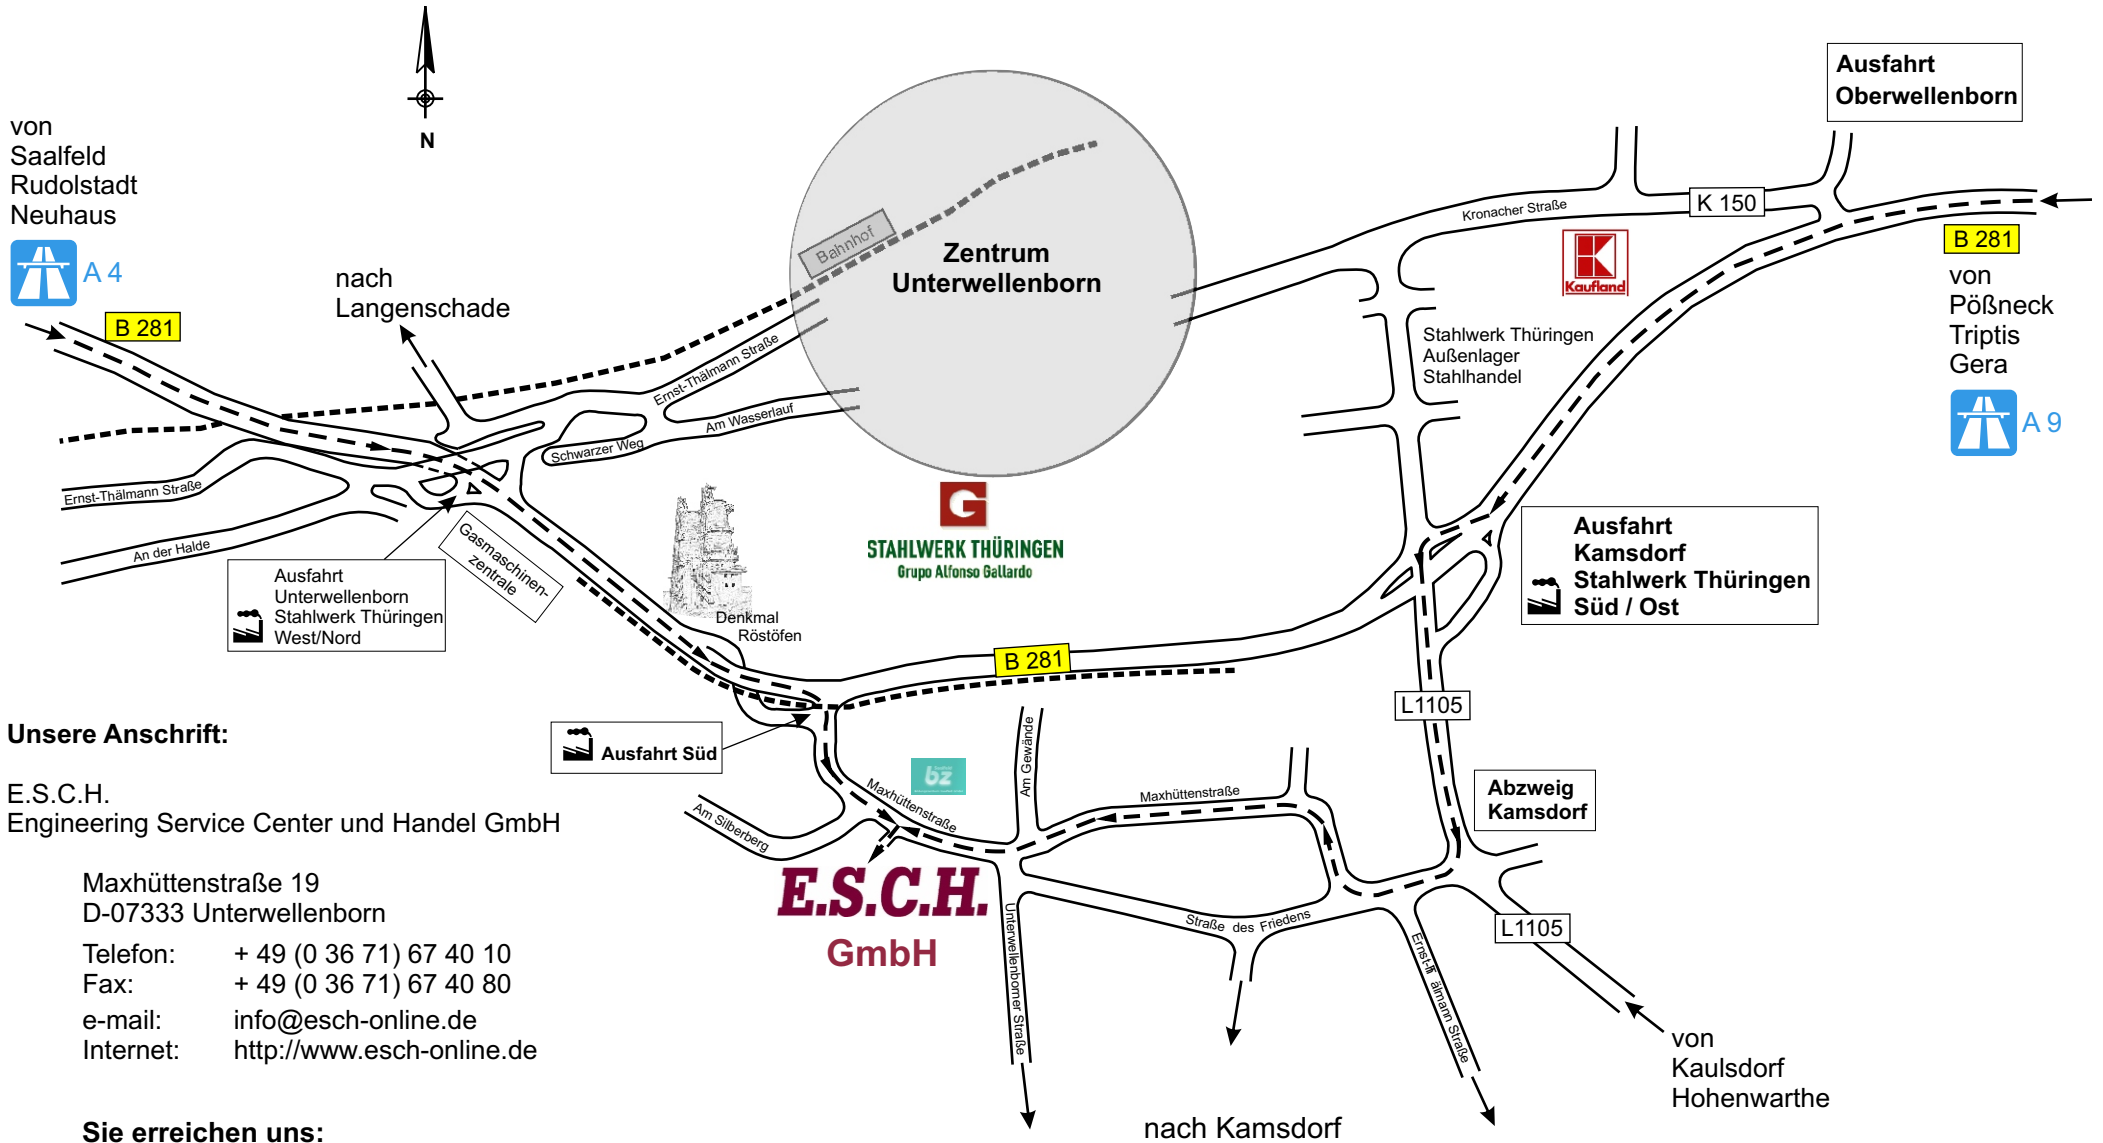 N
von
Saalfeld
Rudolstadt
Neuhaus
A 4
B 281
nach
Langenschade
Bahnhof
Zentrum
Unterwellenborn
Kronacher Straße
K 150
Ausfahrt
Oberwellenborn
Kaufland
B 281
von
Pößneck
Triptis
Gera
A 9
Stahlwerk Thüringen
Außenlager
Stahlhandel
Ernst-Thälmann Straße
Am Wasserlauf
Schwarzer Weg
Ernst-Thälmann Straße
An der Halde
Gasmaschinen-
zentrale
Ausfahrt
Unterwellenborn
Stahlwerk Thüringen
West/Nord
G
STAHLWERK THÜRINGEN
Grupo Alfonso Gallardo
Denkmal
Röstöfen
Ausfahrt
Kamsdorf
Stahlwerk Thüringen
Süd / Ost
B 281
L1105
Ausfahrt Süd
Am Silberberg
Maxhüttenstraße
bz
Am Gewände
Maxhüttenstraße
Abzweig
Kamsdorf
E.S.C.H.
GmbH
Unterwellenborner Straße
Straße des Friedens
Ernst-Thälmann Straße
L1105
von
Kaulsdorf
Hohenwarthe
nach Kamsdorf
Unsere Anschrift:
E.S.C.H.
Engineering Service Center und Handel GmbH
Maxhüttenstraße 19
D-07333 Unterwellenborn
Telefon: + 49 (0 36 71) 67 40 10
Fax: + 49 (0 36 71) 67 40 80
e-mail: info@esch-online.de
Internet: http://www.esch-online.de
Sie erreichen uns: